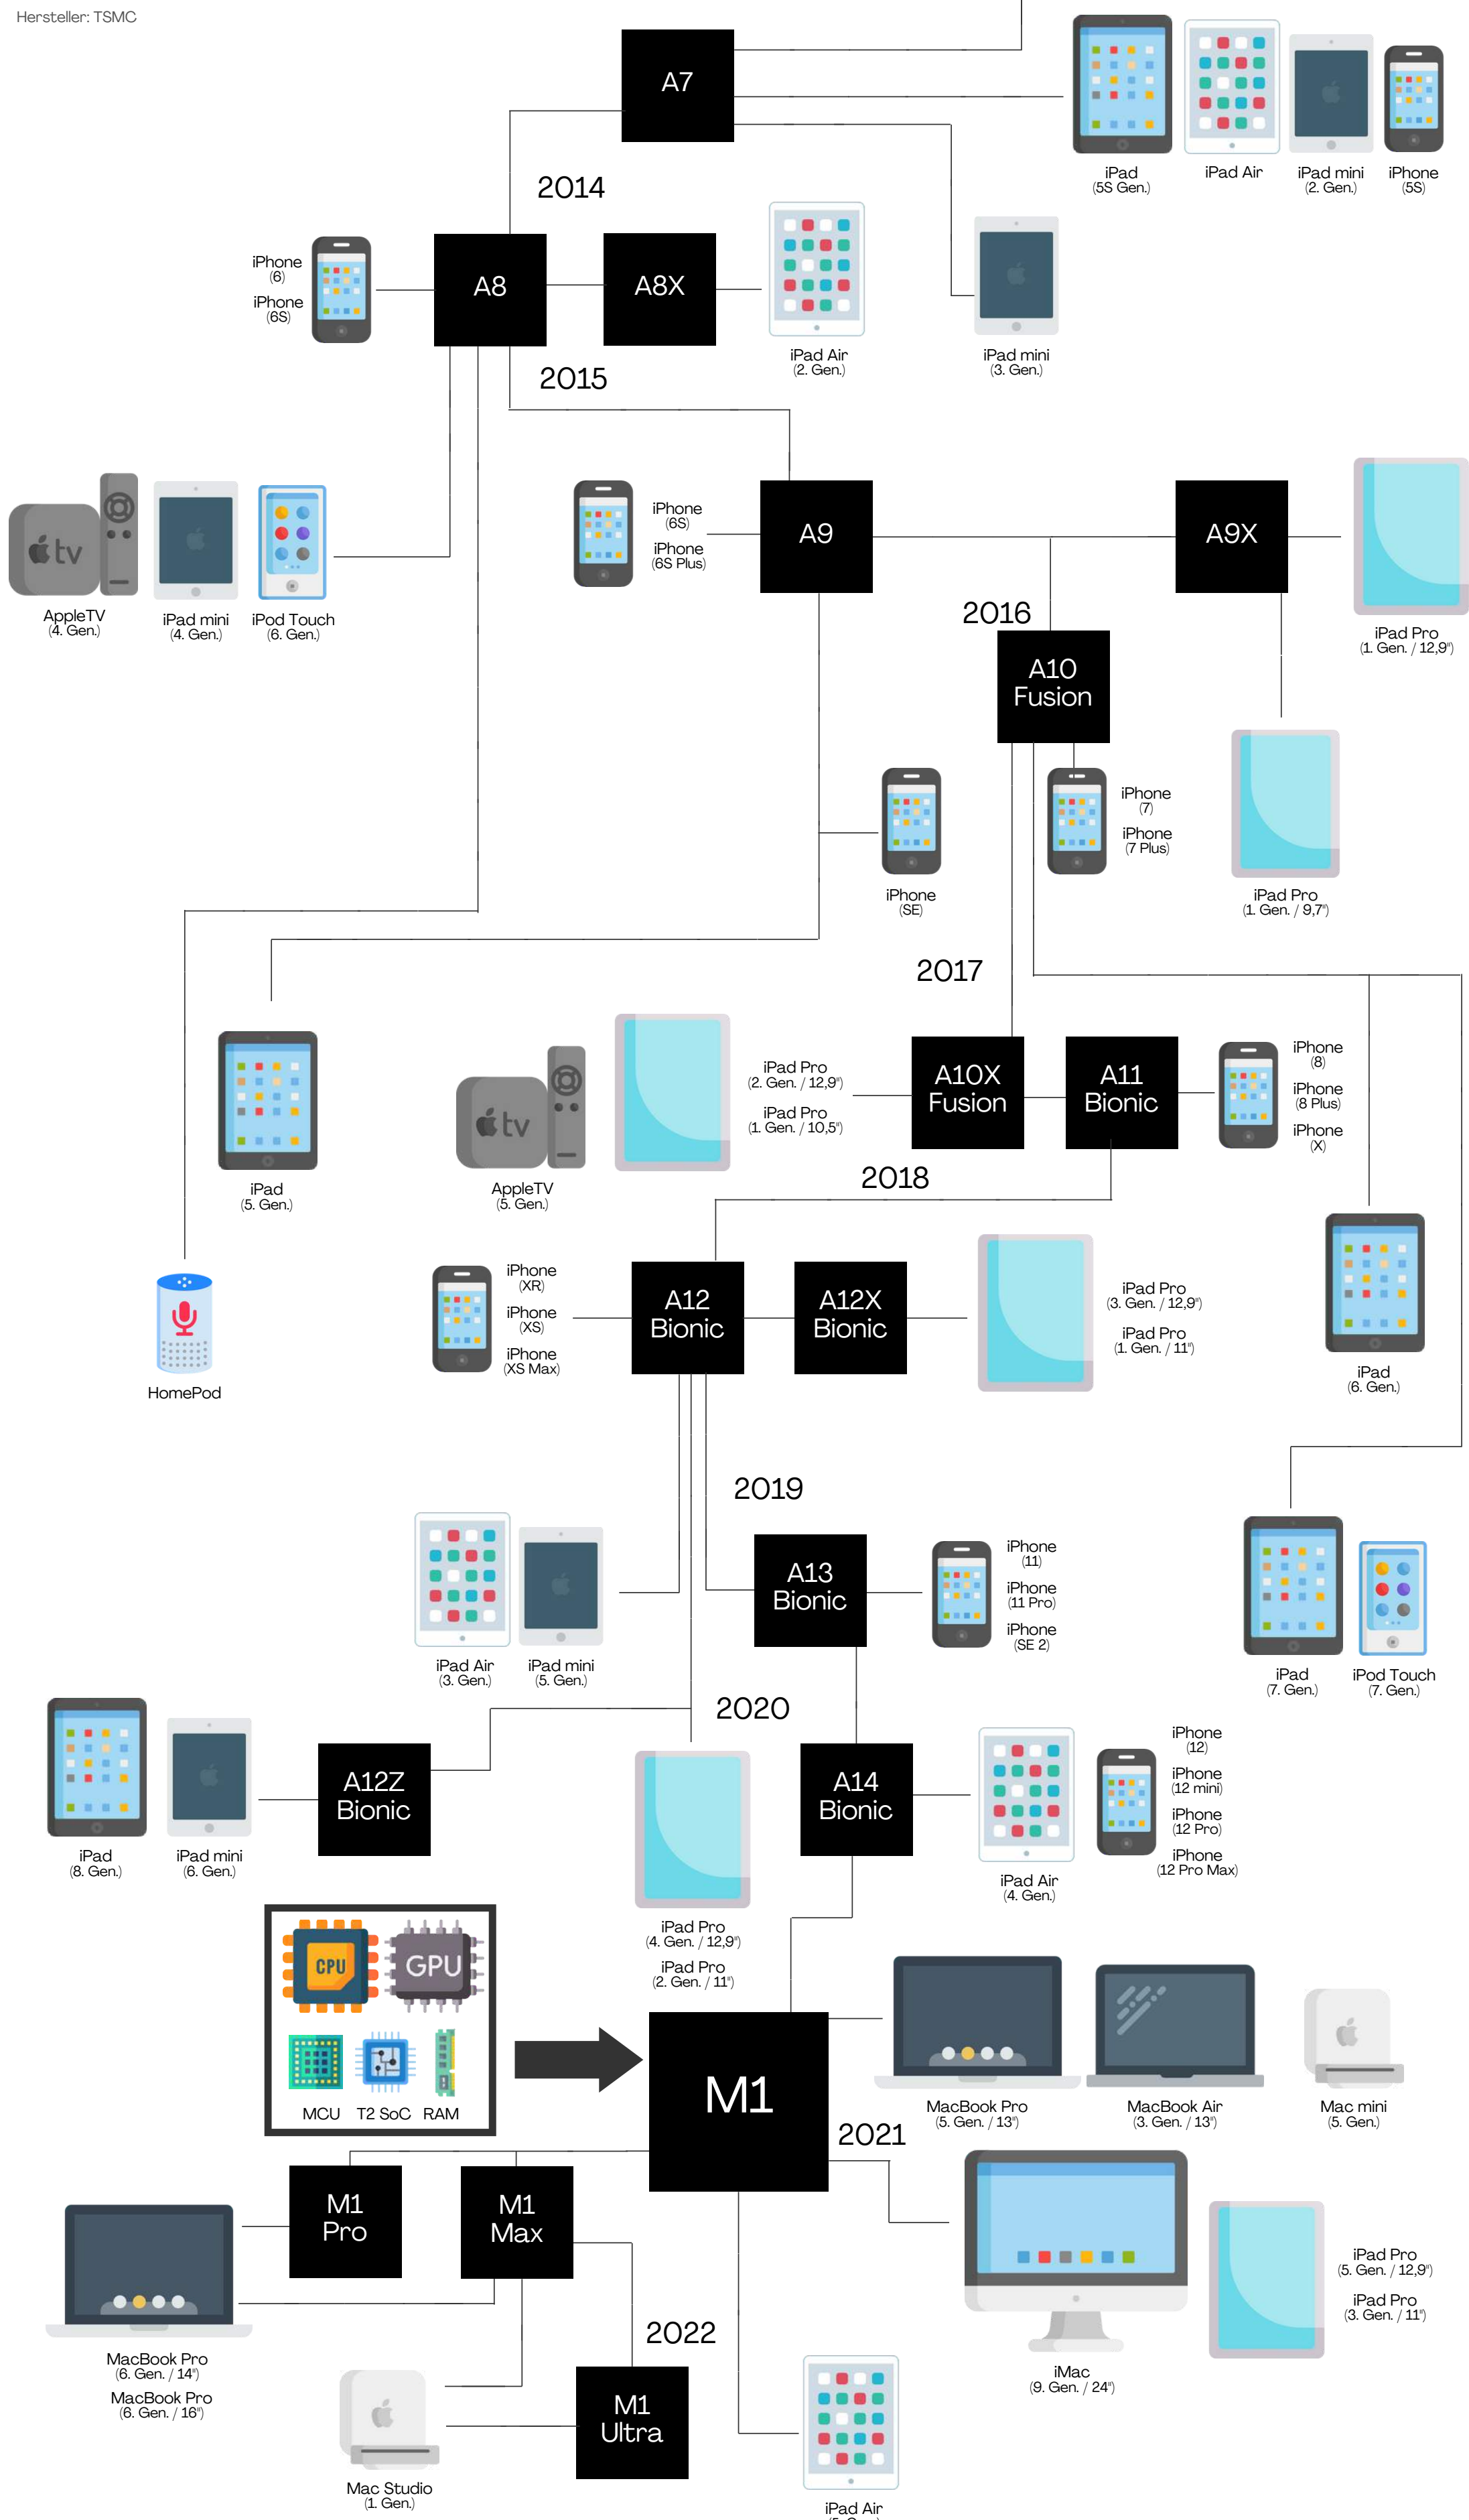 Hersteller: TSMC
A7
iPad
(5S Gen.)
iPad Air
iPad mini
(2. Gen.)
iPhone
(5S)
2014
iPhone
(6)
iPhone
(6S)
A8
A8X
iPad Air
(2. Gen.)
iPad mini
(3. Gen.)
2015
tv
AppleTV
(4. Gen.)
iPad mini
(4. Gen.)
iPod Touch
(6. Gen.)
iPhone
(6S)
iPhone
(6S Plus)
A9
A9X
iPad Pro
(1. Gen. / 12,9")
2016
A10
Fusion
iPhone
(SE)
iPhone
(7)
iPhone
(7 Plus)
iPad Pro
(1. Gen. / 9,7")
2017
iPad
(5. Gen.)
tv
AppleTV
(5. Gen.)
iPad Pro
(2. Gen. / 12,9")
iPad Pro
(1. Gen. / 10,5")
A10X
Fusion
A11
Bionic
iPhone
(8)
iPhone
(8 Plus)
iPhone
(X)
2018
HomePod
iPhone
(XR)
iPhone
(XS)
iPhone
(XS Max)
A12
Bionic
A12X
Bionic
iPad Pro
(3. Gen. / 12,9")
iPad Pro
(1. Gen. / 11")
iPad
(6. Gen.)
2019
iPad Air
(3. Gen.)
iPad mini
(5. Gen.)
A13
Bionic
iPhone
(11)
iPhone
(11 Pro)
iPhone
(SE 2)
iPad
(7. Gen.)
iPod Touch
(7. Gen.)
2020
iPad
(8. Gen.)
iPad mini
(6. Gen.)
A12Z
Bionic
iPad Pro
(4. Gen. / 12,9")
iPad Pro
(2. Gen. / 11")
A14
Bionic
iPad Air
(4. Gen.)
iPhone
(12)
iPhone
(12 mini)
iPhone
(12 Pro)
iPhone
(12 Pro Max)
CPU
GPU
MCU
T2 SoC
RAM
M1
MacBook Pro
(5. Gen. / 13")
MacBook Air
(3. Gen. / 13")
Mac mini
(5. Gen.)
2021
M1
Pro
M1
Max
MacBook Pro
(6. Gen. / 14")
MacBook Pro
(6. Gen. / 16")
iMac
(9. Gen. / 24")
iPad Pro
(5. Gen. / 12,9")
iPad Pro
(3. Gen. / 11")
2022
M1
Ultra
Mac Studio
(1. Gen.)
iPad Air